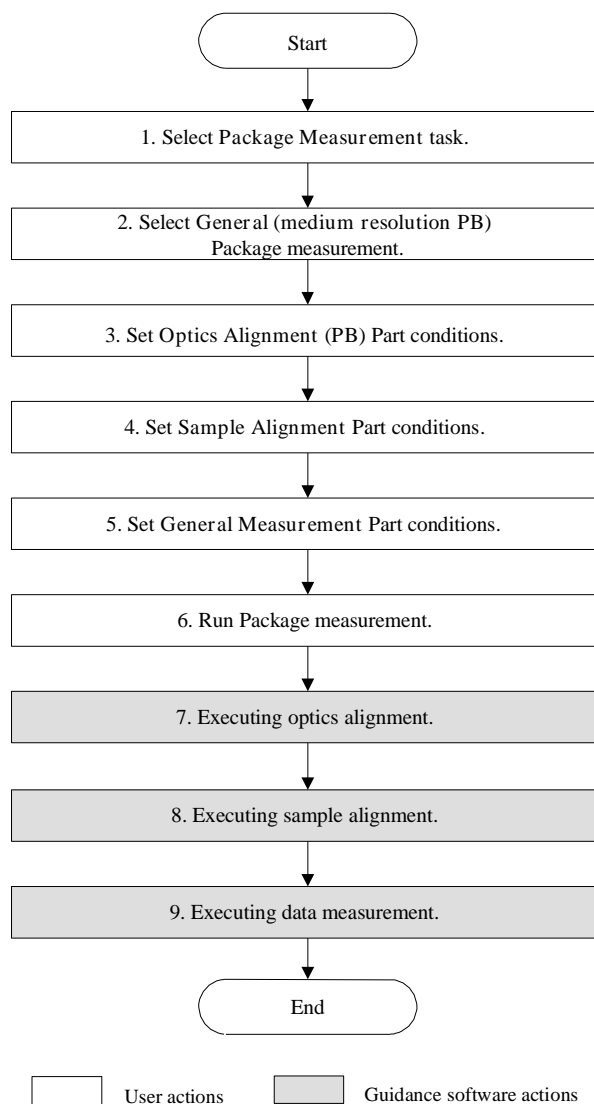 Start
1. Select Package Measurement task.
2. Select General (medium resolution PB)
Package measurement.
3. Set Optics Alignment (PB) Part conditions.
4. Set Sample Alignment Part conditions.
5. Set General Measurement Part conditions.
6. Run Package measurement.
7. Executing optics alignment.
8. Executing sample alignment.
9. Executing data measurement.
End
User actions
Guidance software actions